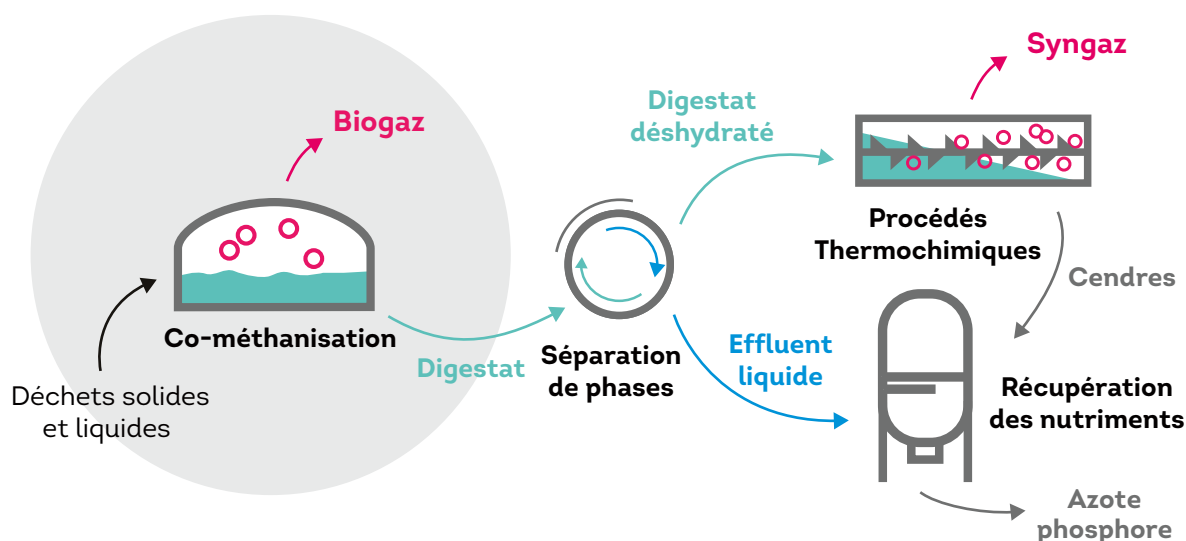 Syngaz
Biogaz
Digestat
déshydraté
Procédés
Thermochimiques
Cendres
Co-méthanisation
Digestat
Séparation
de phases
Effluent
liquide
Déchets solides
et liquides
Récupération
des nutriments
Azote
phosphore